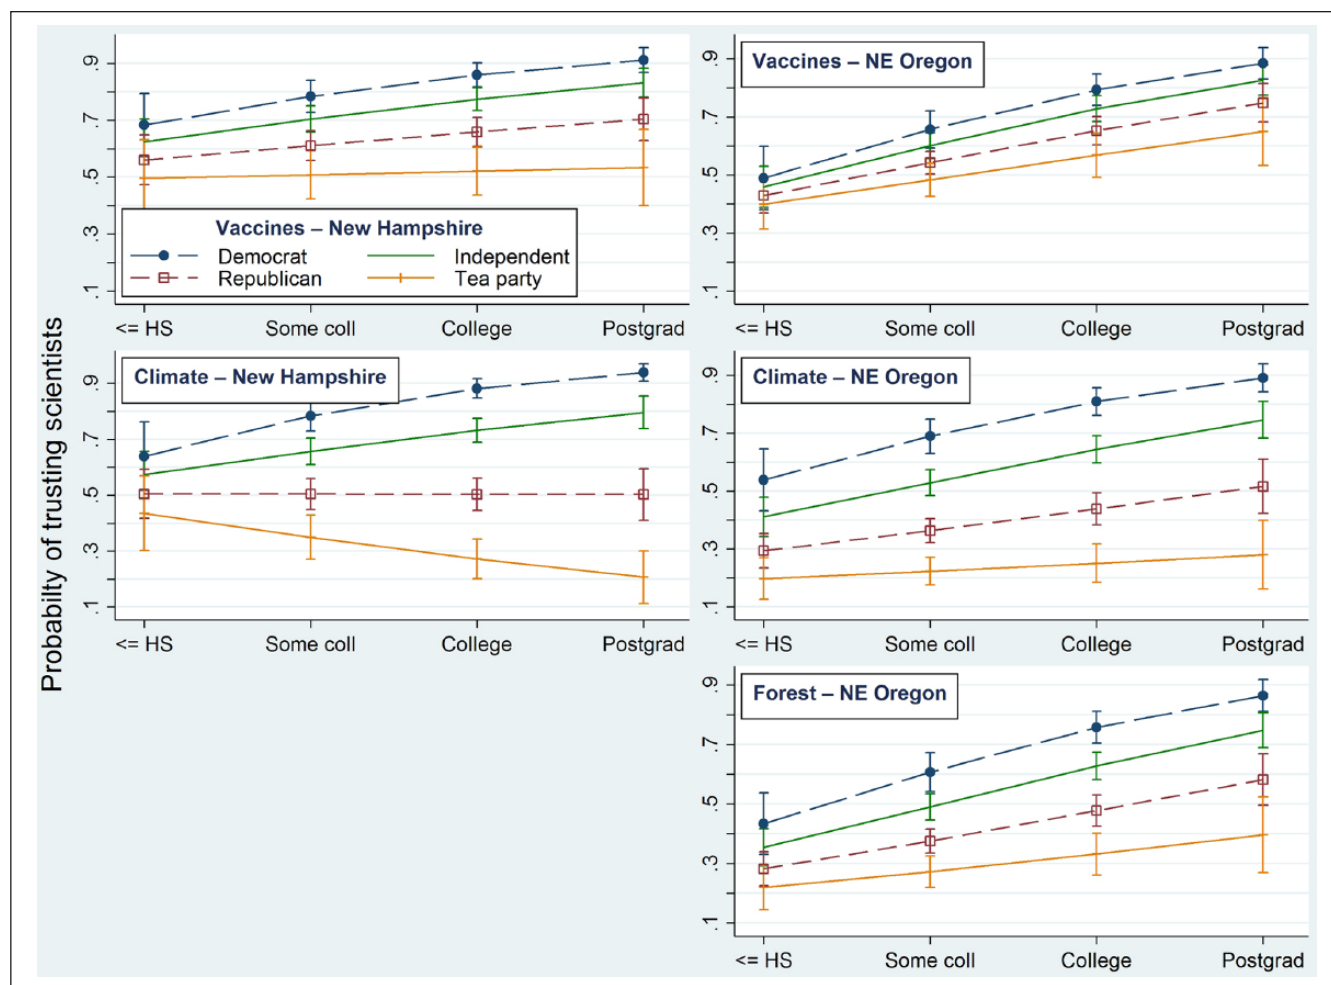 Probabilty of trusting scientists
.9
.7
.5
.3
.1
Vaccines – New Hampshire
Democrat
Independent
Republican
Tea party
<= HS
Some coll
College
Postgrad
Vaccines – NE Oregon
.9
.7
.5
.3
.1
<= HS
Some coll
College
Postgrad
Climate – New Hampshire
.9
.7
.5
.3
.1
<= HS
Some coll
College
Postgrad
Climate – NE Oregon
.9
.7
.5
.3
.1
<= HS
Some coll
College
Postgrad
Forest – NE Oregon
.9
.7
.5
.3
.1
<= HS
Some coll
College
Postgrad